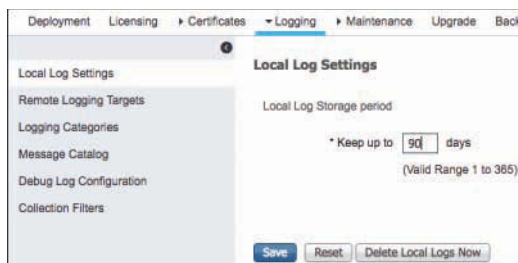 Deployment Licensing Certificates Logging Maintenance Upgrade Back
Local Log Settings
Remote Logging Targets
Logging Categories
Message Catalog
Debug Log Configuration
Collection Filters
Local Log Settings
Local Log Storage period
* Keep up to 90 days
(Valid Range 1 to 365)
Save Reset Delete Local Logs Now